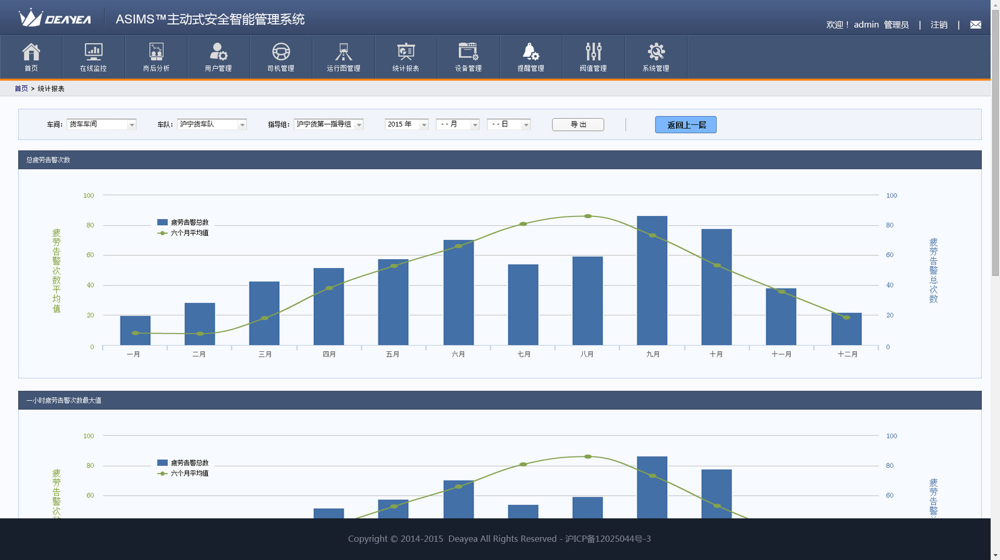 DEAYEA
ASIMS™主动式安全智能管理系统
欢迎！ admin 管理员 | 注销 |
首页 在线监控 岗后分析 用户管理 司机管理 运行图管理 统计报表 设备管理 提醒管理 阀值管理 系统管理
首页 > 统计报表
车间： 货车车间 车队： 沪宁货车队 指导组： 沪宁货第一指导组 2015 年 - - 月 - - 日 导 出 返回上一层
总疲劳告警次数
疲劳告警次数平均值
100
80
60
40
20
0
疲劳告警总数
六个月平均值
100
80
60
40
20
0
疲劳告警总次数
一月 二月 三月 四月 五月 六月 七月 八月 九月 十月 十一月 十二月
一小时疲劳告警次数最大值
疲劳告警次
100
80
60
疲劳告警总数
六个月平均值
100
80
60
疲劳告警
Copyright © 2014-2015 Deayea All Rights Reserved - 沪ICP备12025044号-3